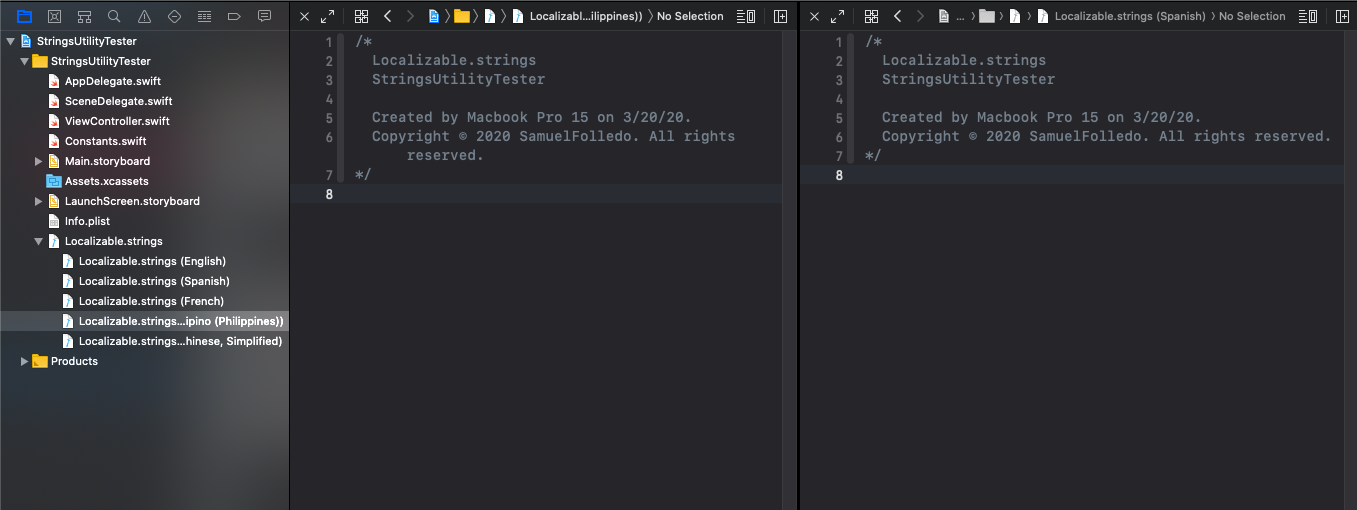 StringsUtilityTester
StringsUtilityTester
AppDelegate.swift
SceneDelegate.swift
ViewController.swift
Constants.swift
Main.storyboard
Assets.xcassets
LaunchScreen.storyboard
Info.plist
Localizable.strings
Localizable.strings (English)
Localizable.strings (Spanish)
Localizable.strings (French)
Localizable.strings...ipino (Philippines))
Localizable.strings...hinese, Simplified)
Products
Localizabl...ilippines)) No Selection
1 /*
2 Localizable.strings
3 StringsUtilityTester
4
5 Created by Macbook Pro 15 on 3/20/20.
6 Copyright © 2020 SamuelFolledo. All rights
reserved.
7 */
8
... Localizable.strings (Spanish) No Selection
1 /*
2 Localizable.strings
3 StringsUtilityTester
4
5 Created by Macbook Pro 15 on 3/20/20.
6 Copyright © 2020 SamuelFolledo. All rights reserved.
7 */
8